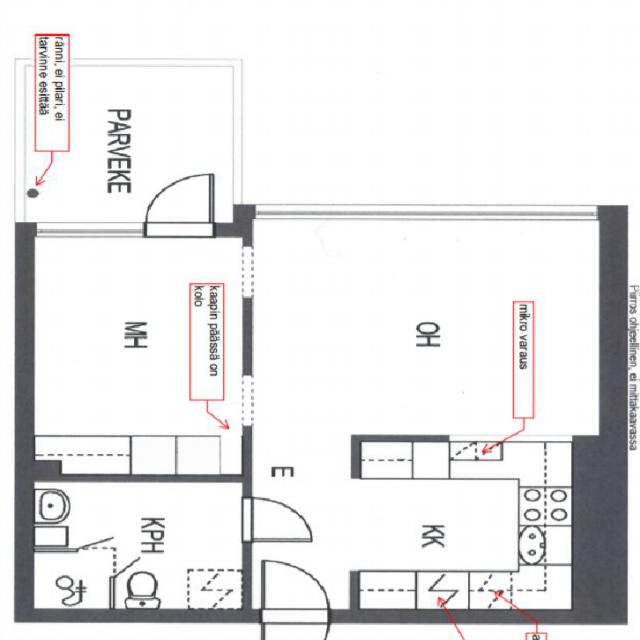 ränni, ei pilari, ei
tarvinne esittää
PARVEKE
MH
kaapin päässä on
kolo
OH
mikro varaus
Piirros ohjeellinen, ei mittakaavassa
E
KPH
KK